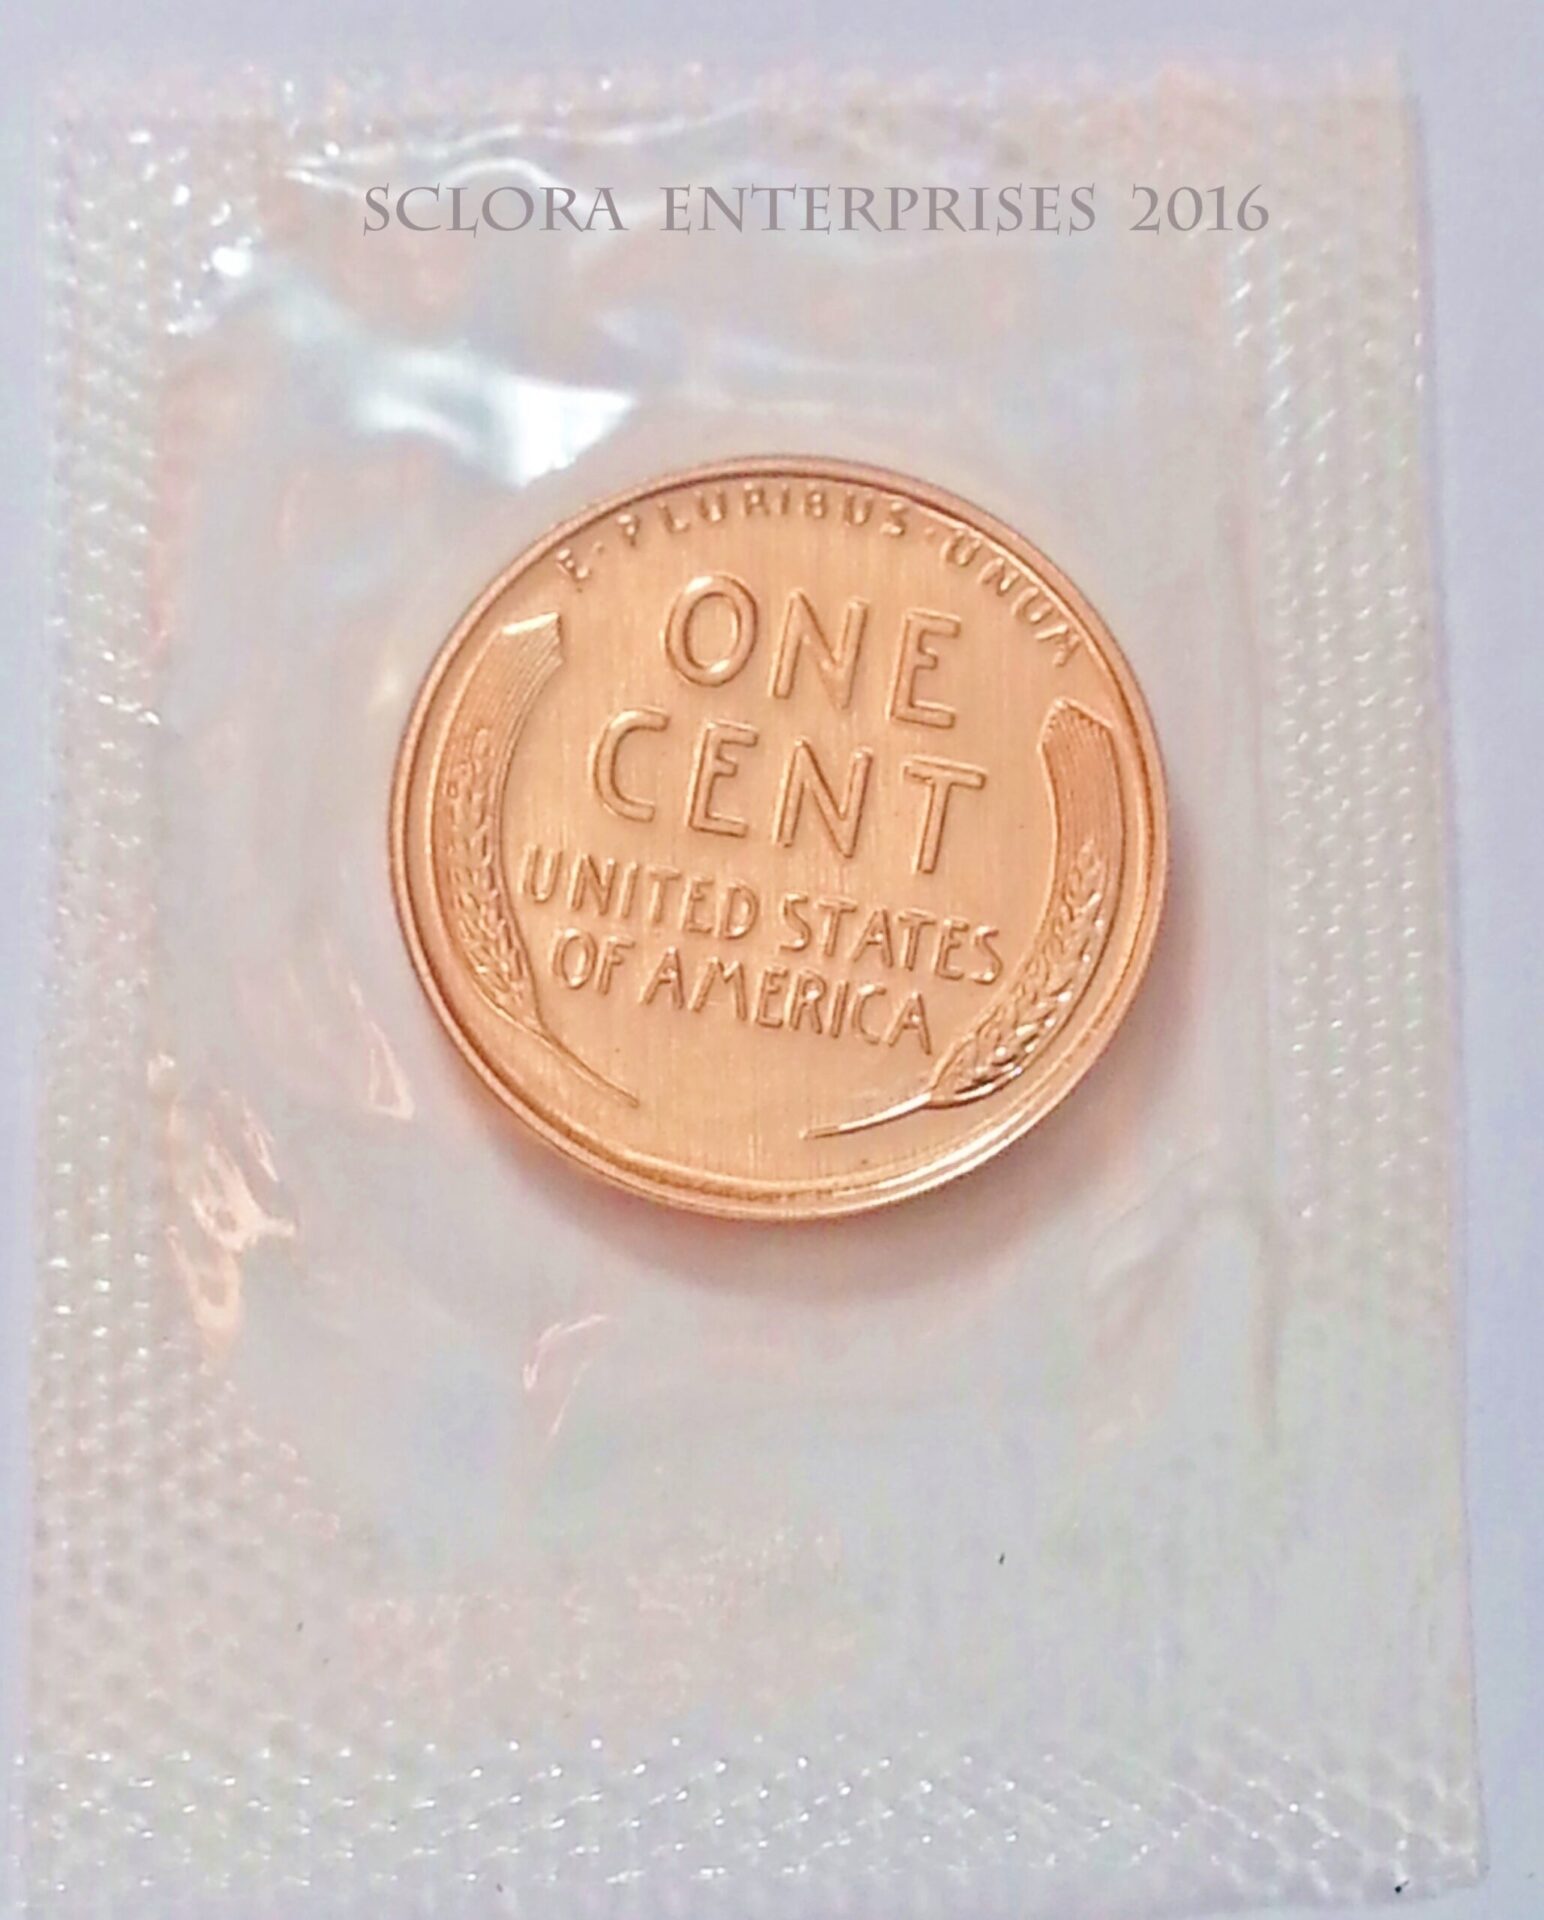 SCLORA ENTERPRISES 2016
E·PLURIBUS·UNUM
ONE
CENT
UNITED STATES
OF AMERICA